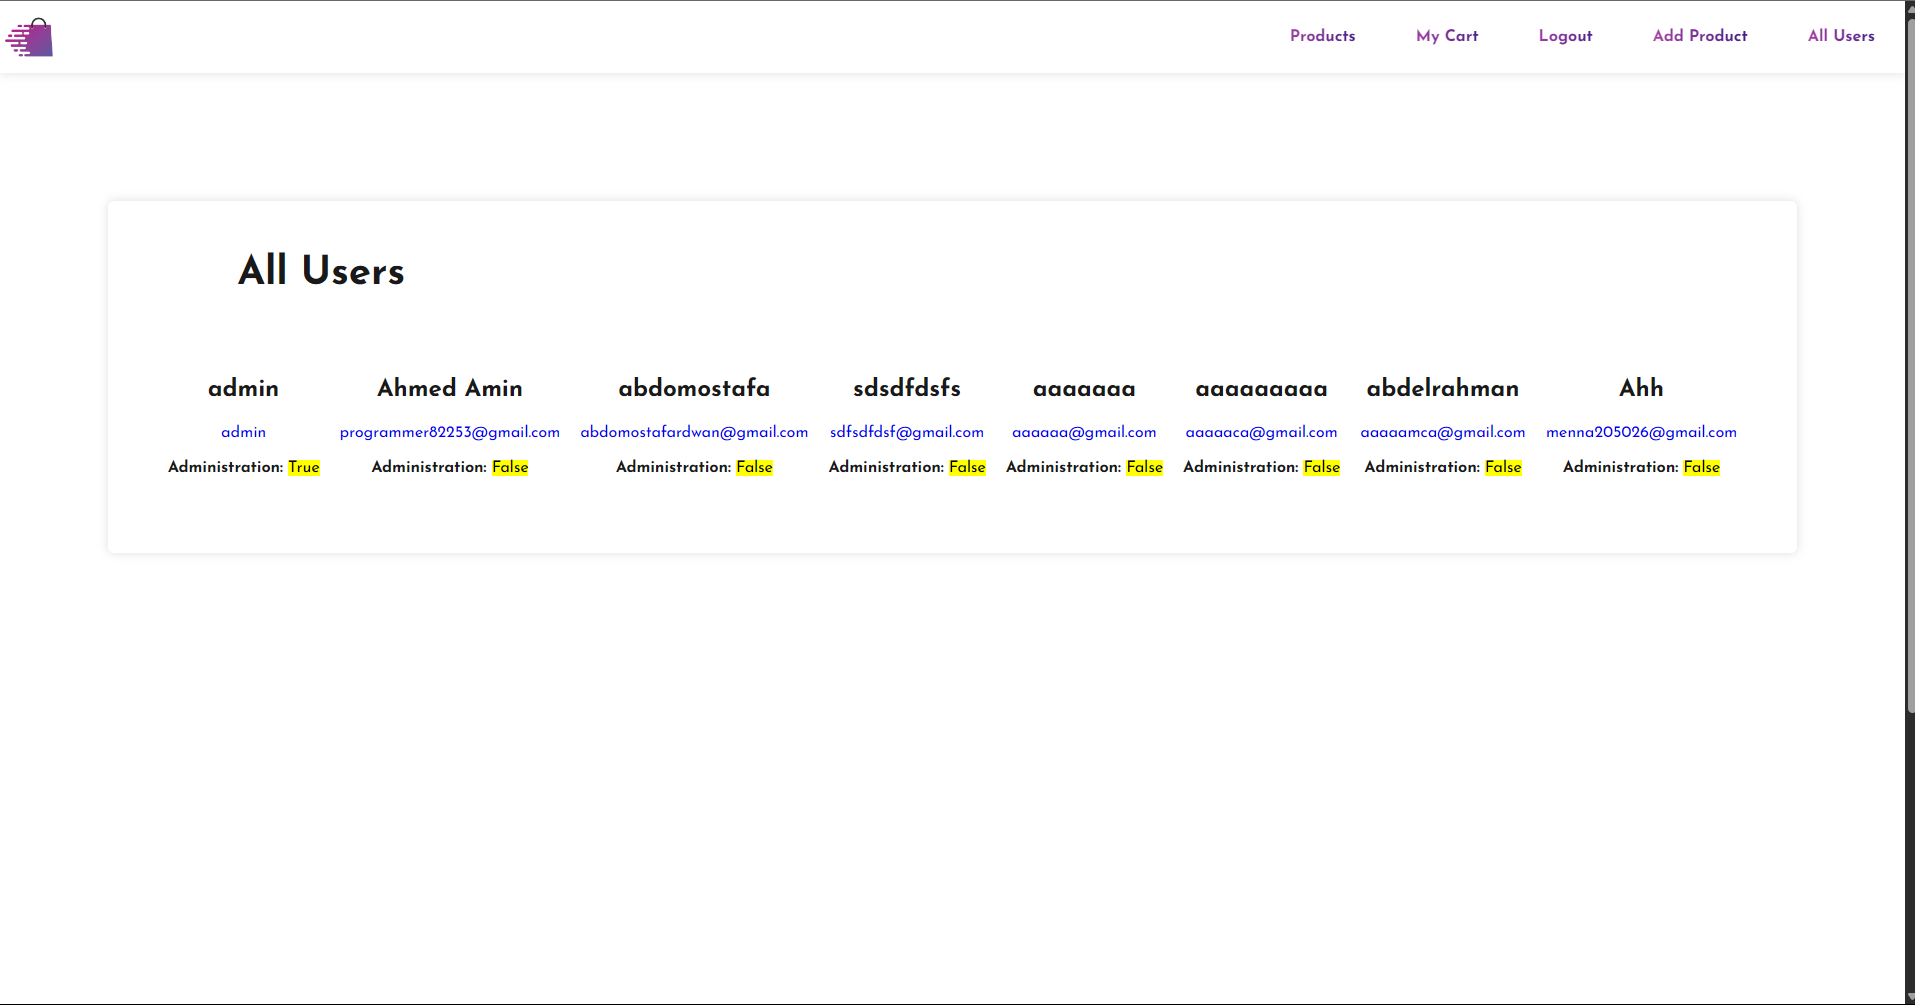 Products My Cart Logout Add Product All Users
All Users
admin Ahmed Amin abdomostafa sdsdfdsfs aaaaaaa aaaaaaaaa abdelrahman Ahh
admin programmer82253@gmail.com abdomostafardwan@gmail.com sdfsdfdsf@gmail.com aaaaaa@gmail.com aaaaaca@gmail.com aaaaamca@gmail.com menna205026@gmail.com
Administration: True Administration: False Administration: False Administration: False Administration: False Administration: False Administration: False Administration: False